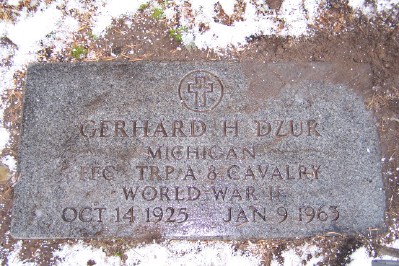 GERHARD H DZUR
MICHIGAN
PFC TRP A 8 CAVALRY
WORLD WAR II
OCT 14 1925 JAN 9 1963